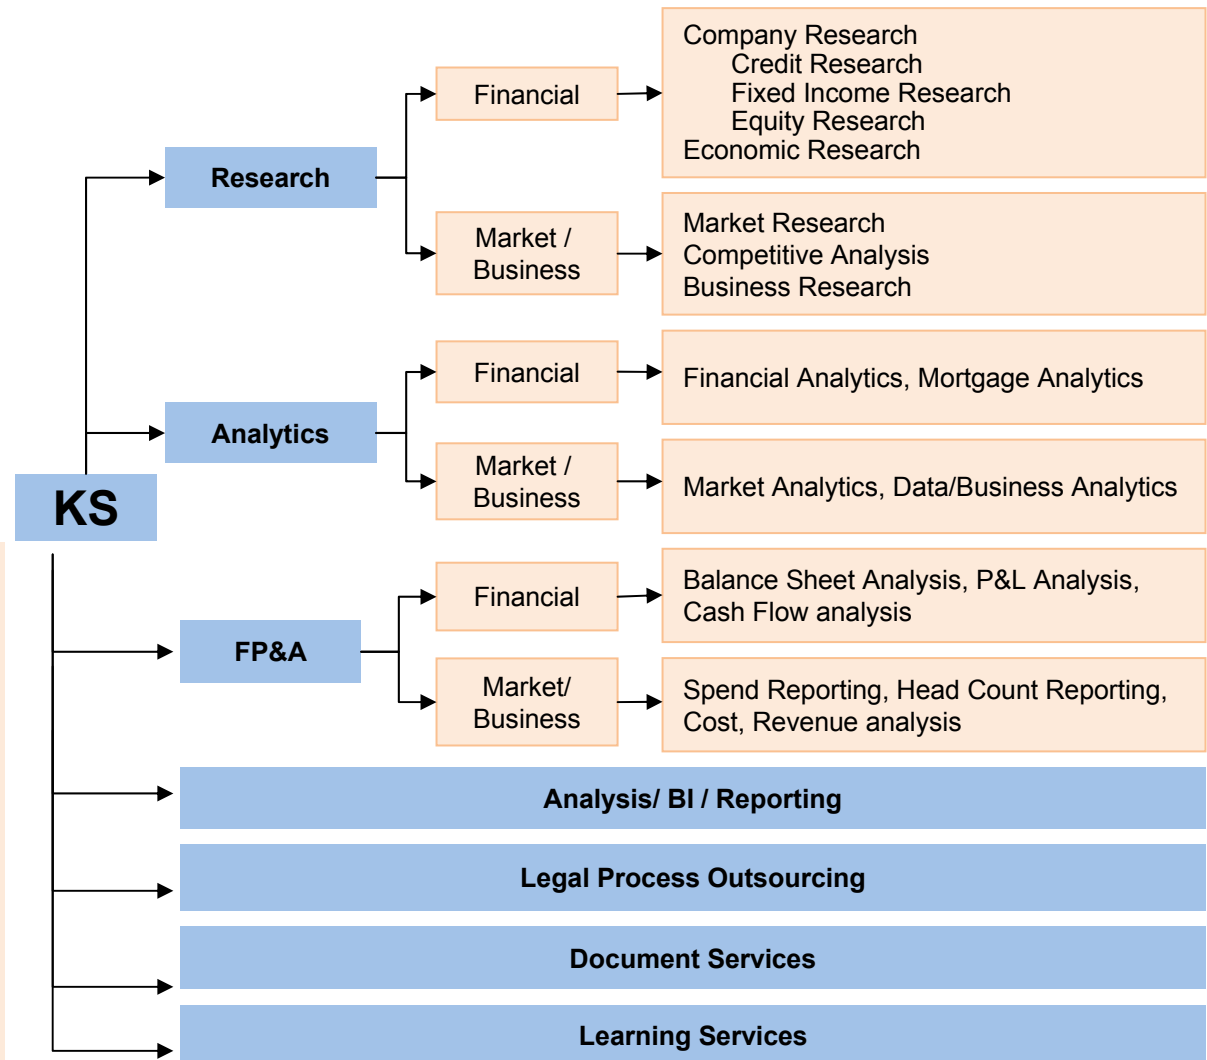 KS
Research
Financial
Company Research
Credit Research
Fixed Income Research
Equity Research
Economic Research
Market /
Business
Market Research
Competitive Analysis
Business Research
Analytics
Financial
Financial Analytics, Mortgage Analytics
Market /
Business
Market Analytics, Data/Business Analytics
FP&A
Financial
Balance Sheet Analysis, P&L Analysis,
Cash Flow analysis
Market/
Business
Spend Reporting, Head Count Reporting,
Cost, Revenue analysis
Analysis/ BI / Reporting
Legal Process Outsourcing
Document Services
Learning Services